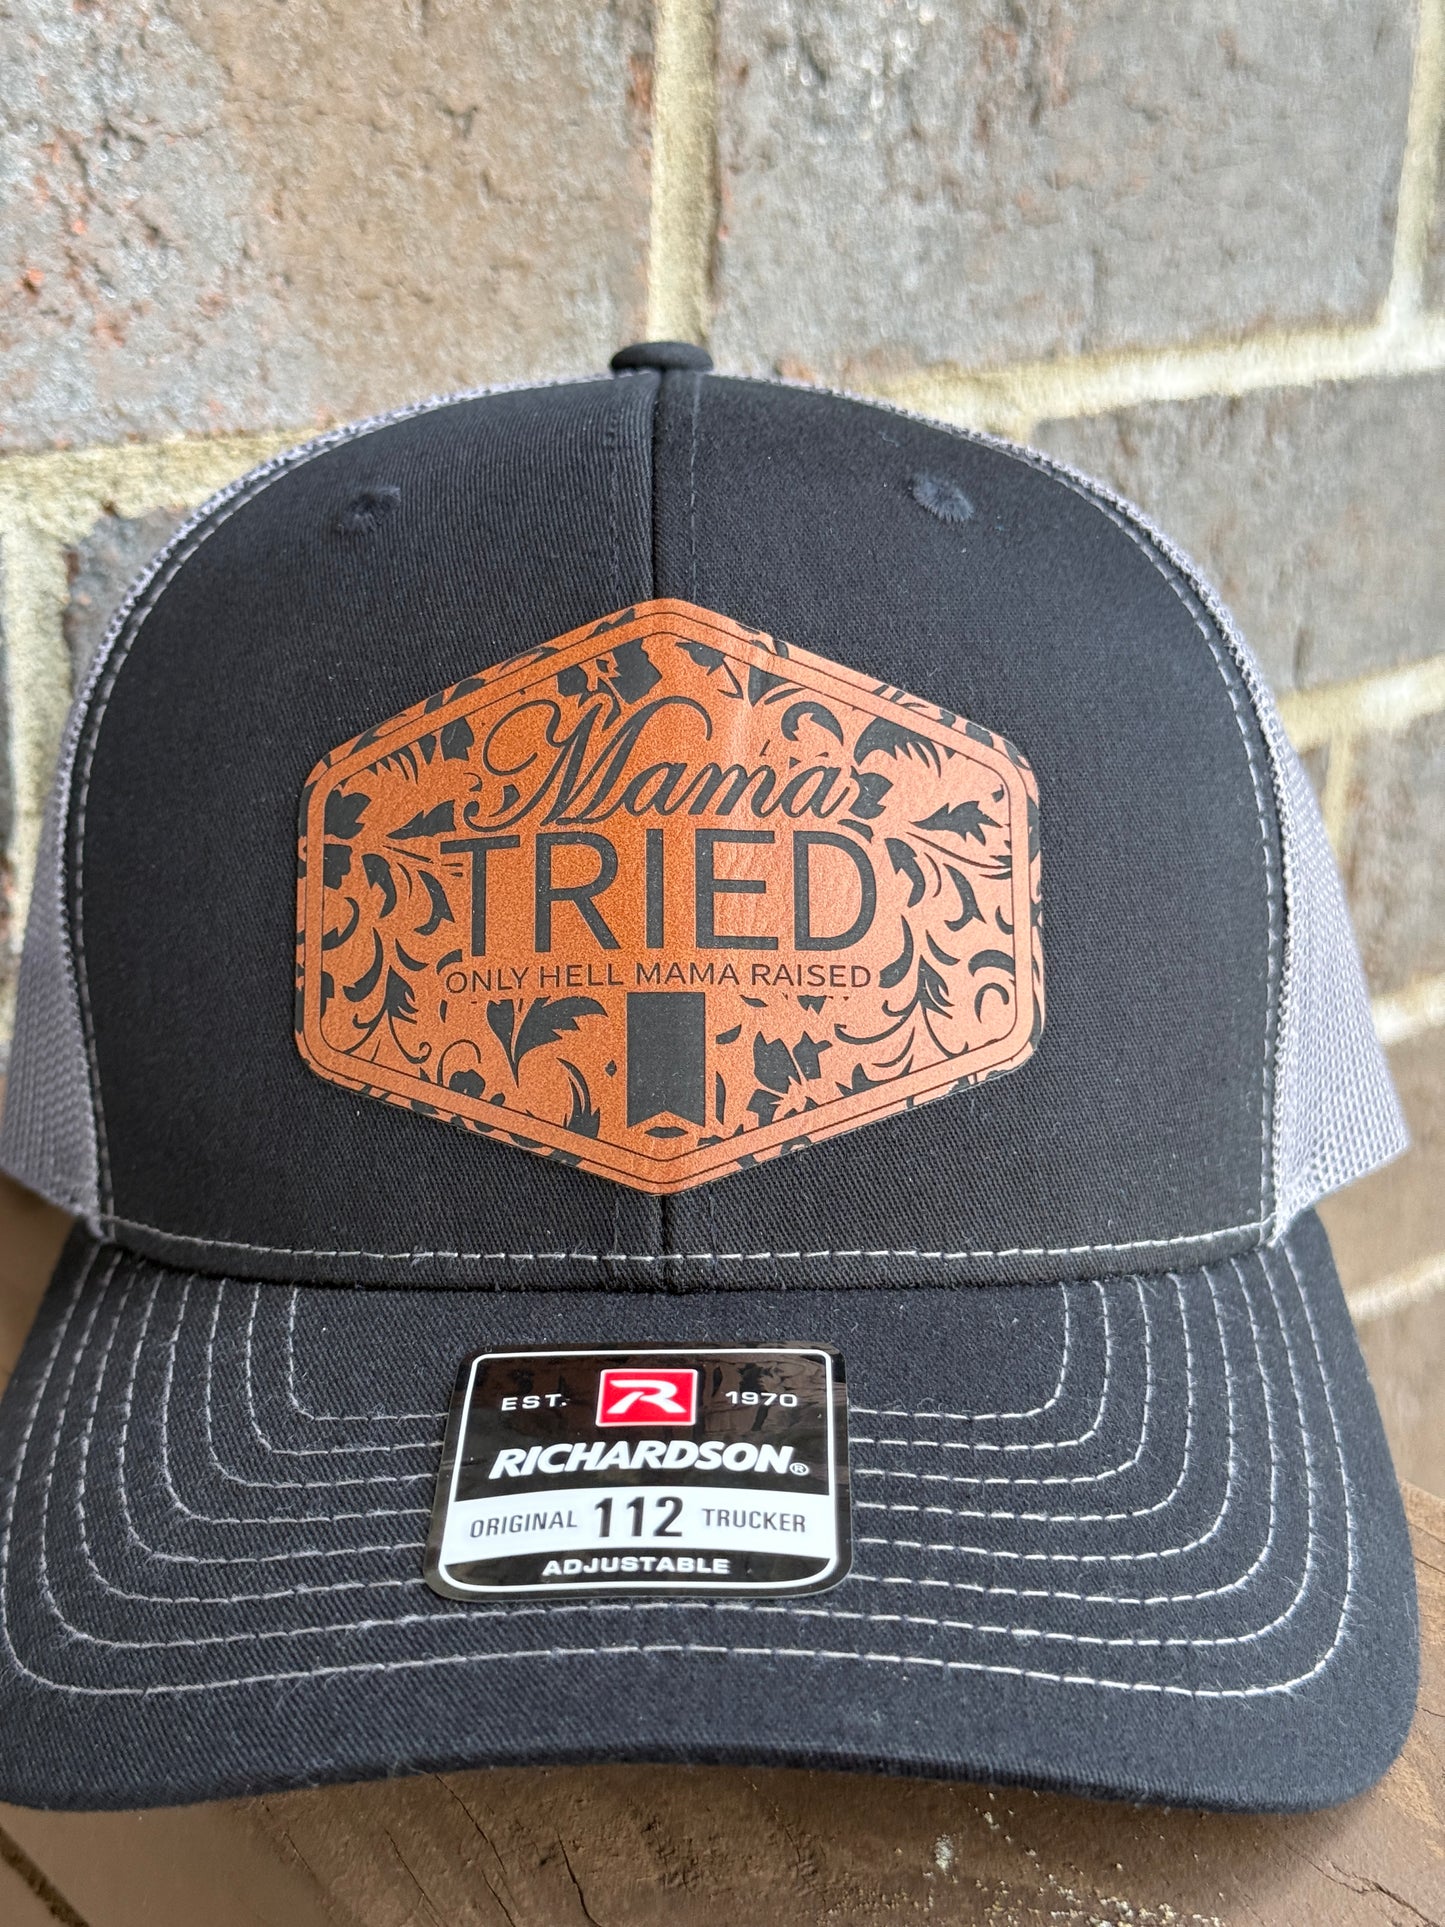 Mama
TRIED
ONLY HELL MAMA RAISED
EST. R 1970
RICHARDSON®
ORIGINAL 112 TRUCKER
ADJUSTABLE